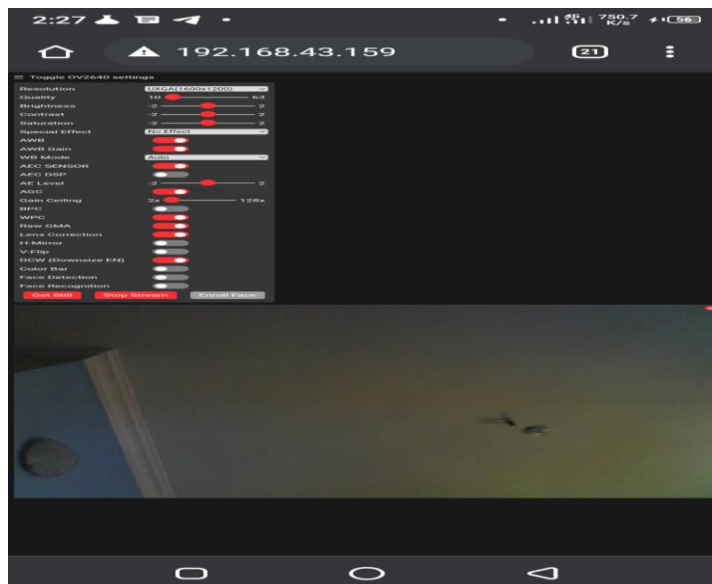 2:27
4G 750.7 K/s 56
192.168.43.159
21
Toggle OV2640 settings
Resolution UXGA(1600x1200)
Quality 10 63
Brightness -2 2
Contrast -2 2
Saturation -2 2
Special Effect No Effect
AWB
AWB Gain
WB Mode Auto
AEC SENSOR
AEC DSP
AE Level -2 2
AGC
Gain Ceiling 2x 128x
BPC
WPC
Raw GMA
Lens Correction
H-Mirror
V-Flip
DCW (Downsize EN)
Color Bar
Face Detection
Face Recognition
Get Still Stop Stream Enroll Face